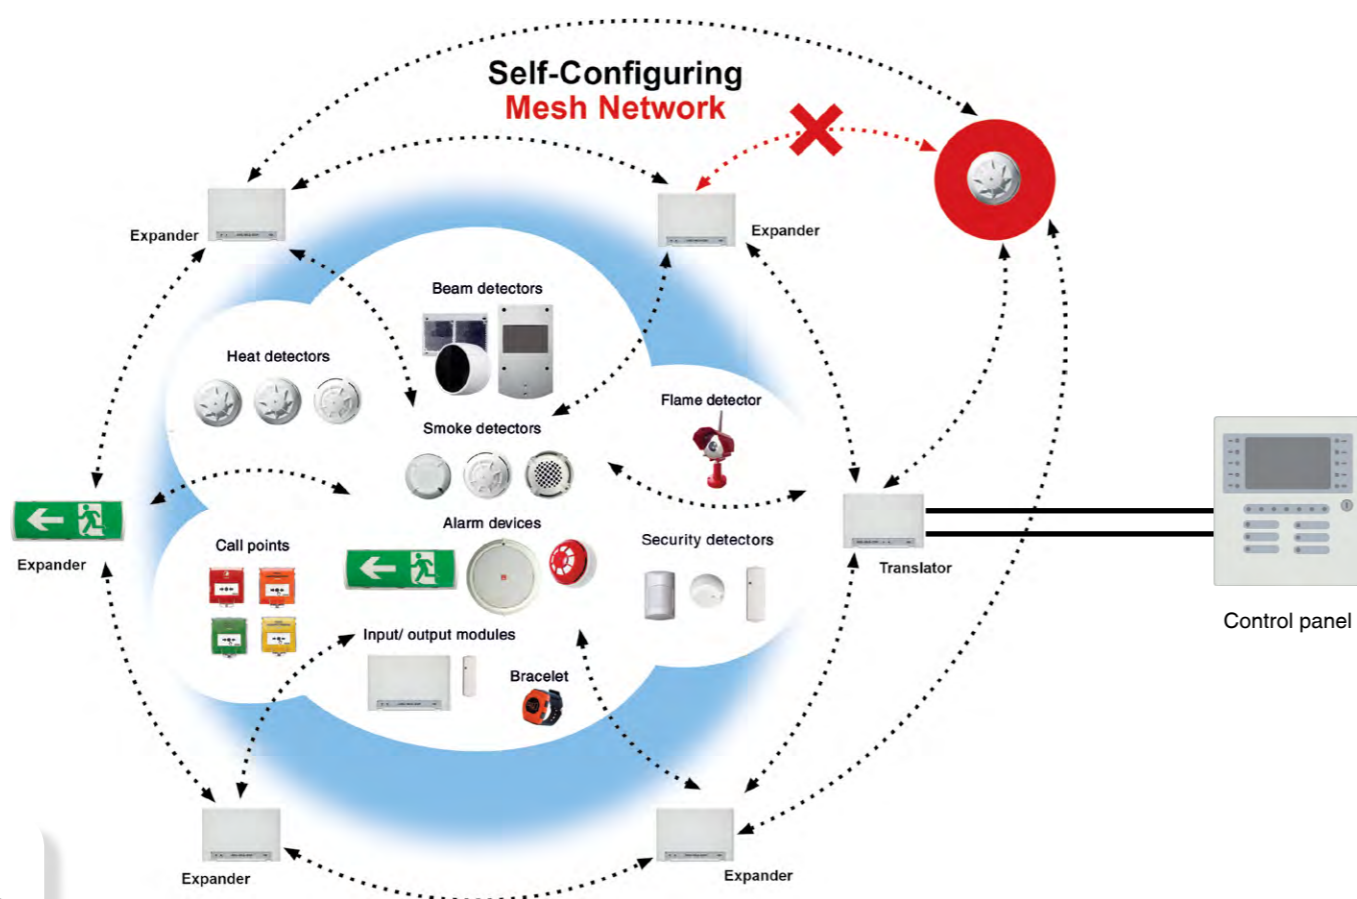 Self-Configuring
Mesh Network
Expander
Expander
Beam detectors
Heat detectors
Flame detector
Smoke detectors
Alarm devices
Call points
Security detectors
Expander
Translator
Control panel
Input/ output modules
Bracelet
Expander
Expander